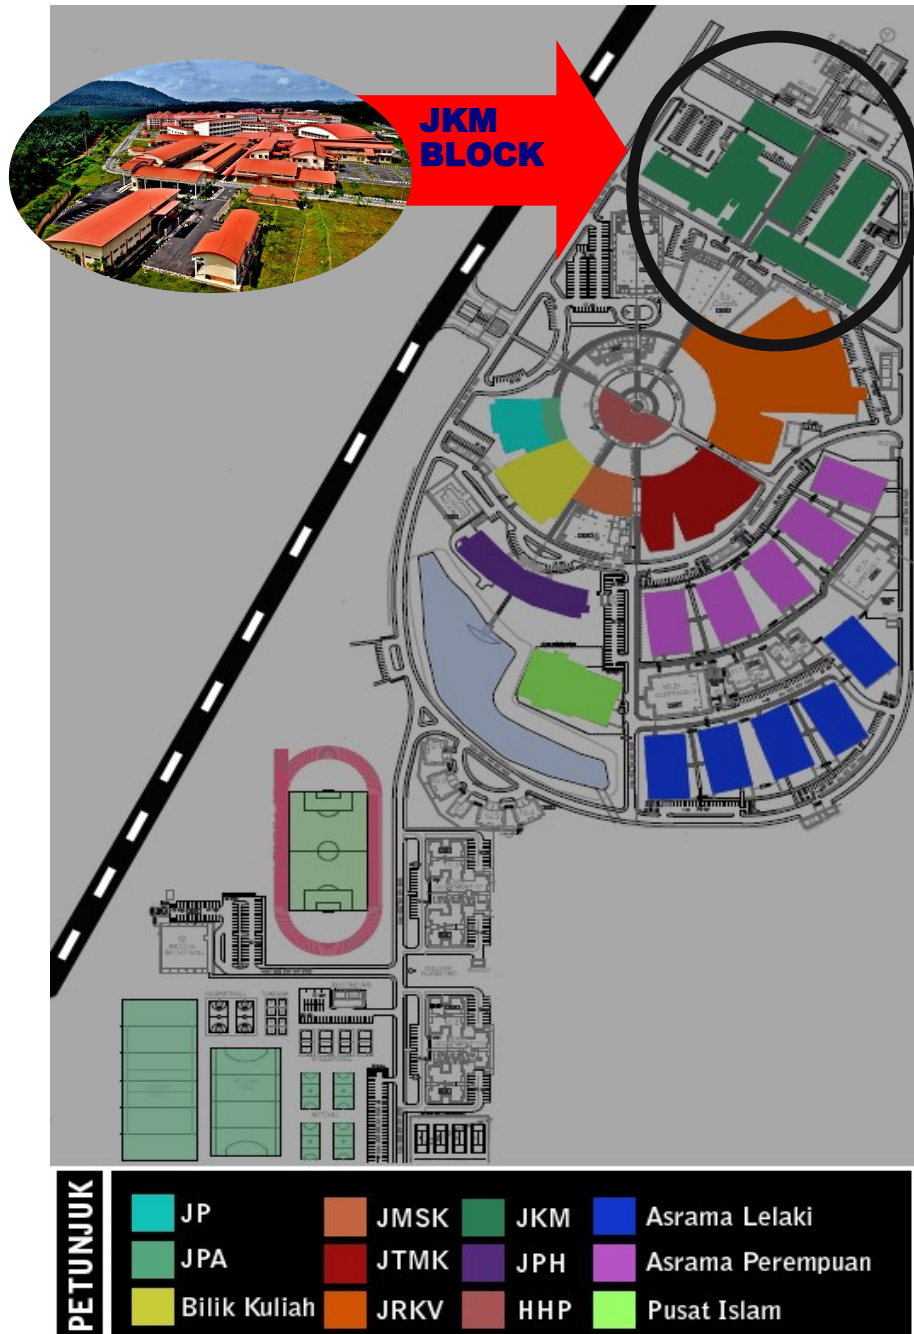 JKM
BLOCK
PETUNJUK
JP
JPA
Bilik Kuliah
JMSK
JTMK
JRKV
JKM
JPH
HHP
Asrama Lelaki
Asrama Perempuan
Pusat Islam